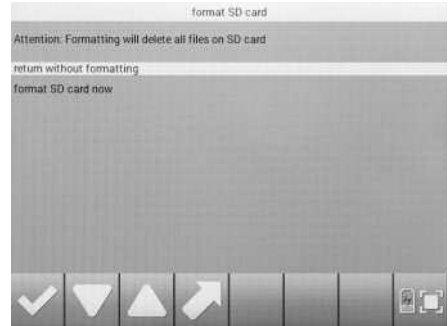 format SD card
Attention: Formatting will delete all files on SD card
return without formatting
format SD card now